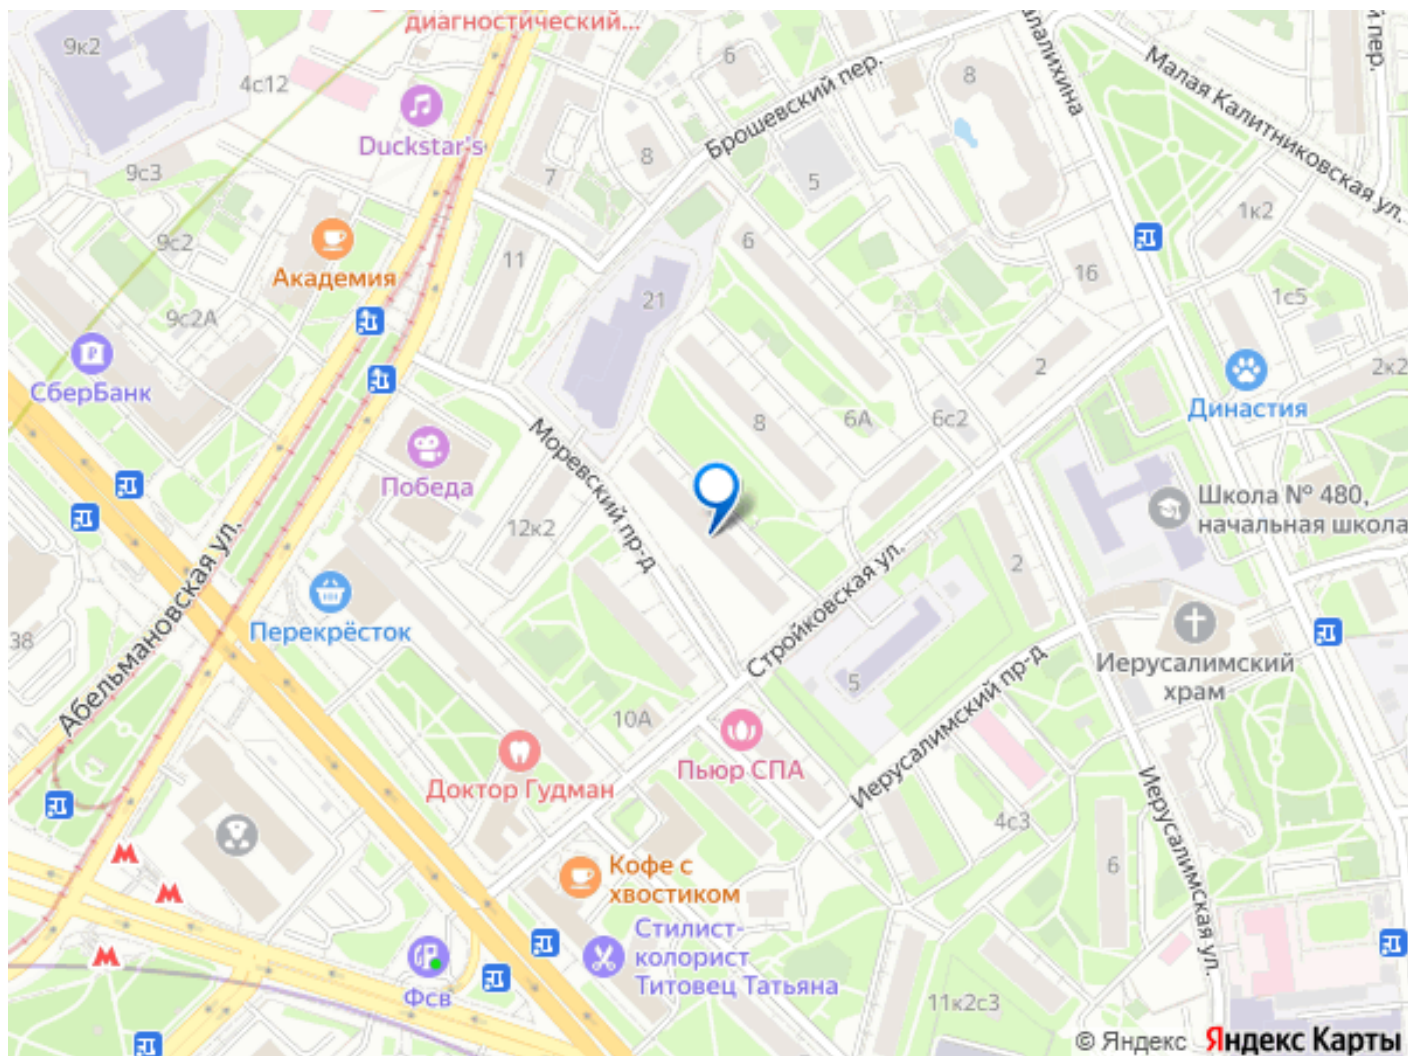 диагностический...
9к2
4с12
6
Брошевский пер.
8
алалихина
Малая Калитниковская ул.
й пер.
Duckstar's
9с3
7
8
5
1к2
9с2
Академия
11
6
21
16
1с5
9с2А
СберБанк
2
2к2
Династия
8
6А
6с2
Моревский пр-д
Победа
12к2
Школа № 480,
начальная школа
Абельмановская ул.
Стройковская ул.
2
Перекрёсток
38
5
Иерусалимский
храм
Иерусалимский пр-д
10А
Пьюр СПА
Доктор Гудман
Иерусалимская ул.
4с3
6
Кофе с
хвостиком
Стилист-
колорист
Титовец Татьяна
Фсв
11к2с3
© Яндекс Яндекс Карты